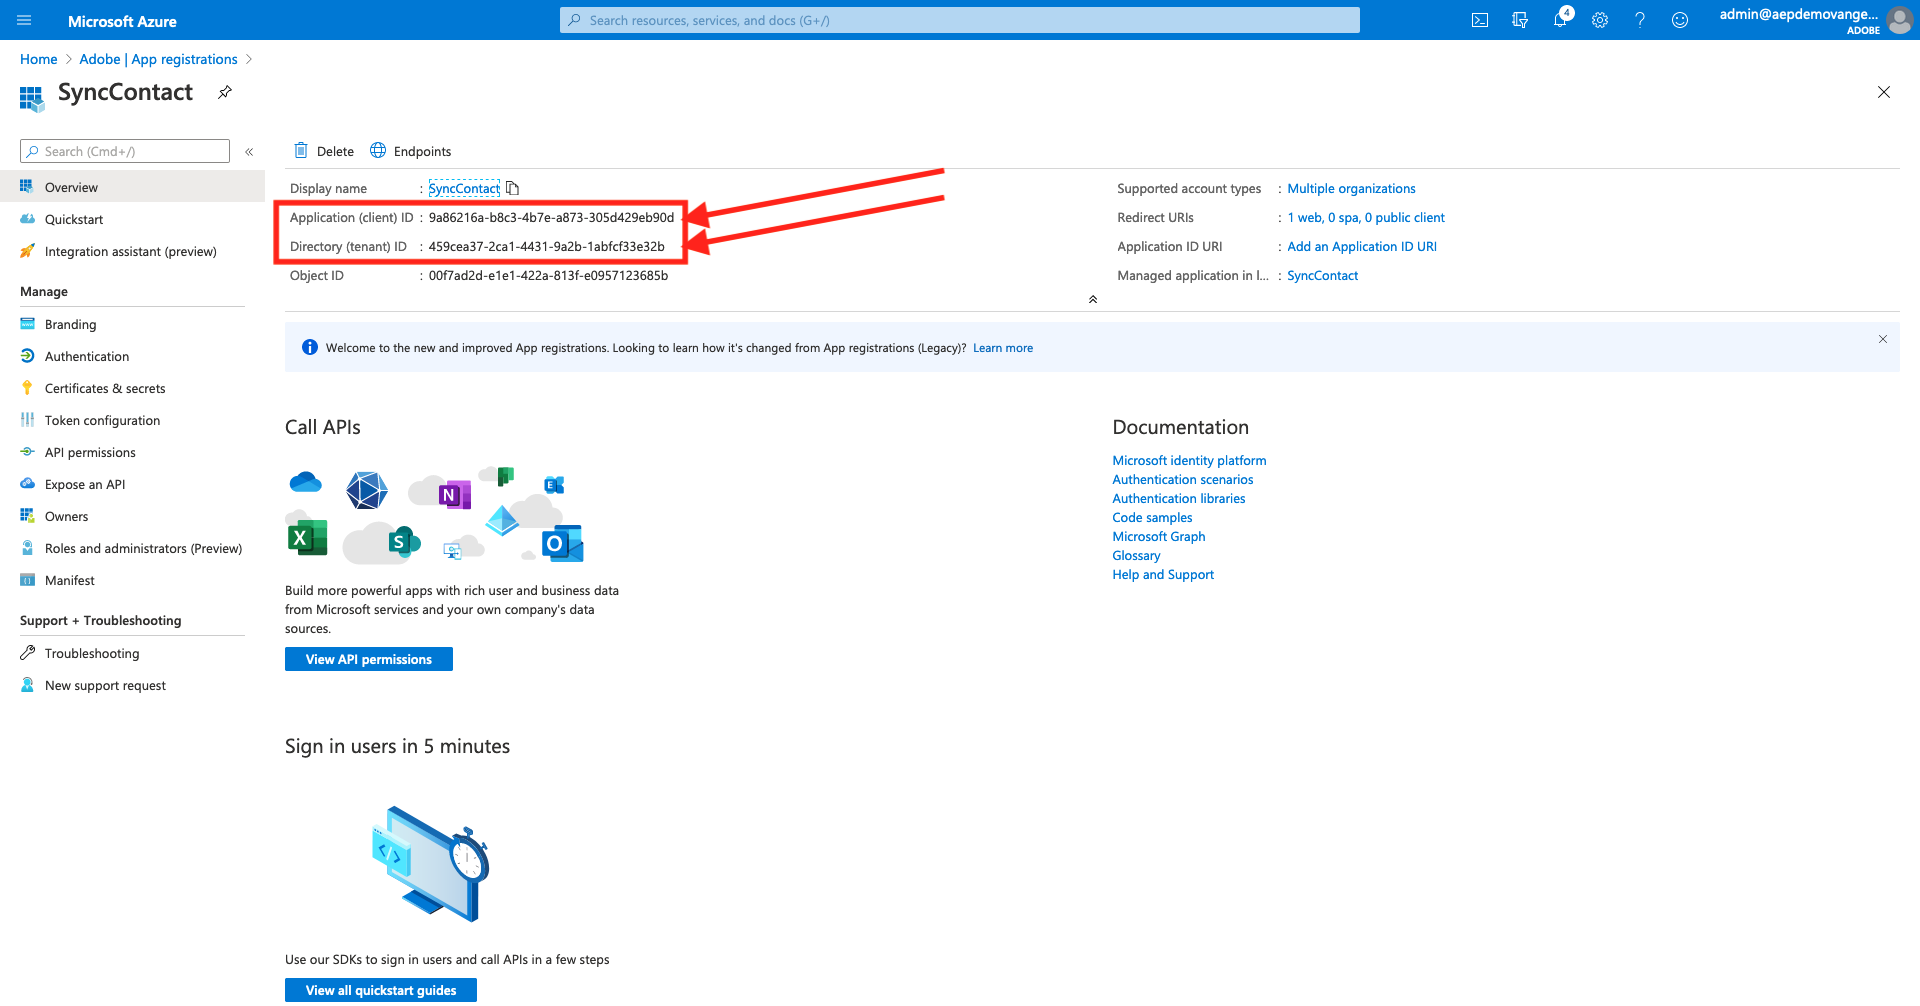 Microsoft Azure
Search resources, services, and docs (G+/)
4
admin@aepdemovange...
ADOBE
Home > Adobe | App registrations >
SyncContact
Search (Cmd+/)
«
Delete
Endpoints
Overview
Quickstart
Integration assistant (preview)
Manage
Branding
Authentication
Certificates & secrets
Token configuration
API permissions
Expose an API
Owners
Roles and administrators (Preview)
Manifest
Support + Troubleshooting
Troubleshooting
New support request
Display name : SyncContact
Application (client) ID : 9a86216a-b8c3-4b7e-a873-305d429eb90d
Directory (tenant) ID : 459cea37-2ca1-4431-9a2b-1abfcf33e32b
Object ID : 00f7ad2d-e1e1-422a-813f-e0957123685b
Supported account types : Multiple organizations
Redirect URIs : 1 web, 0 spa, 0 public client
Application ID URI : Add an Application ID URI
Managed application in l... : SyncContact
Welcome to the new and improved App registrations. Looking to learn how it's changed from App registrations (Legacy)? Learn more
Call APIs
N
E
X
S
O
Build more powerful apps with rich user and business data
from Microsoft services and your own company's data
sources.
View API permissions
Documentation
Microsoft identity platform
Authentication scenarios
Authentication libraries
Code samples
Microsoft Graph
Glossary
Help and Support
Sign in users in 5 minutes
</>
Use our SDKs to sign in users and call APIs in a few steps
View all quickstart guides